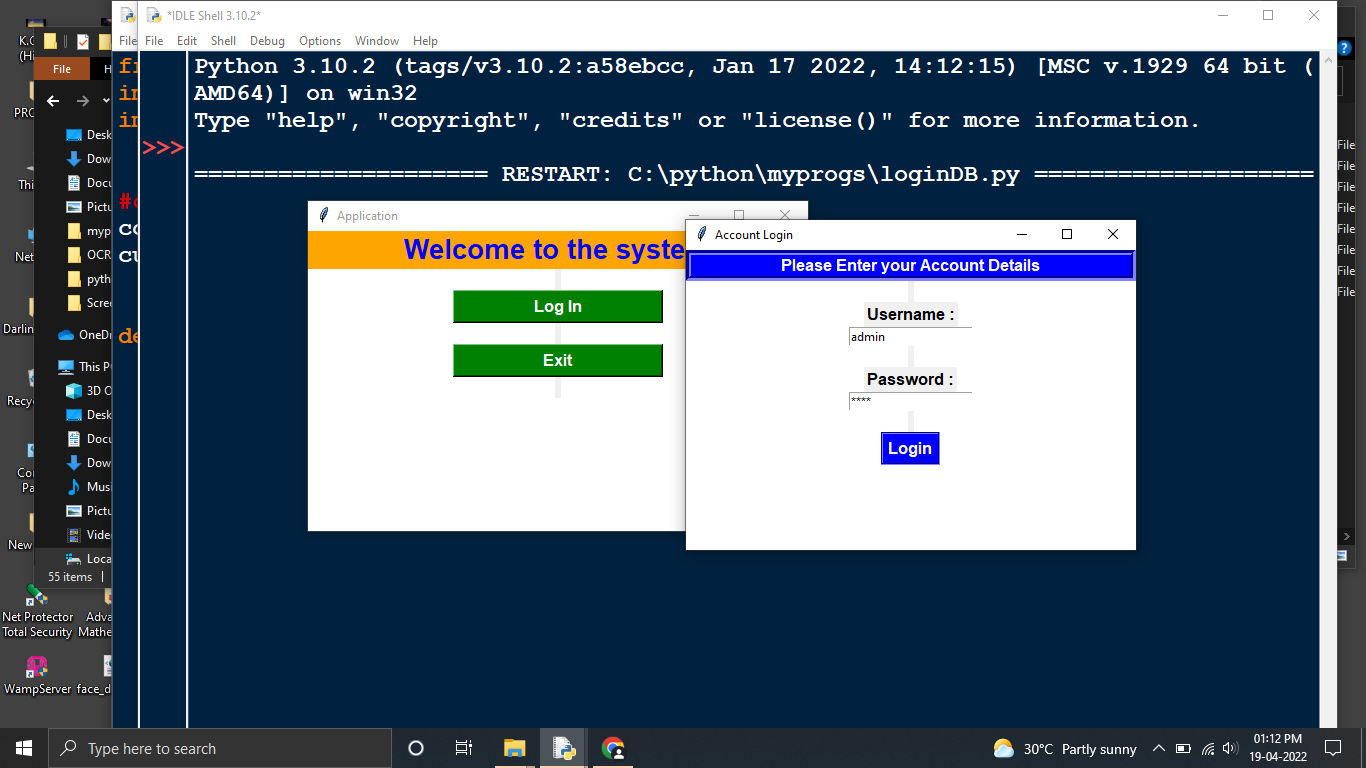 *IDLE Shell 3.10.2*
File
File Edit Shell Debug Options Window Help
Python 3.10.2 (tags/v3.10.2:a58ebcc, Jan 17 2022, 14:12:15) [MSC v.1929 64 bit (
AMD64)] on win32
Type "help", "copyright", "credits" or "license()" for more information.
>>>
===================== RESTART: C:\python\myprogs\loginDB.py ====================
Application
Welcome to the syste
Log In
Exit
Account Login
Please Enter your Account Details
Username :
admin
Password :
****
Login
File
Desk
Dow
Docu
Pictu
myp
OCR
pyth
Scree
OneDr
This P
3D O
Desk
Docu
Dow
Musi
Pictu
Vide
Loca
55 items
K.C
(Hi
PRO
Thi
Net
Darlin
Recy
Co
Pa
New
Net Protector
Total Security
Adva
Mathe
WampServer
face_d
File
File
File
File
File
File
File
File
Type here to search
30°C Partly sunny
01:12 PM
19-04-2022